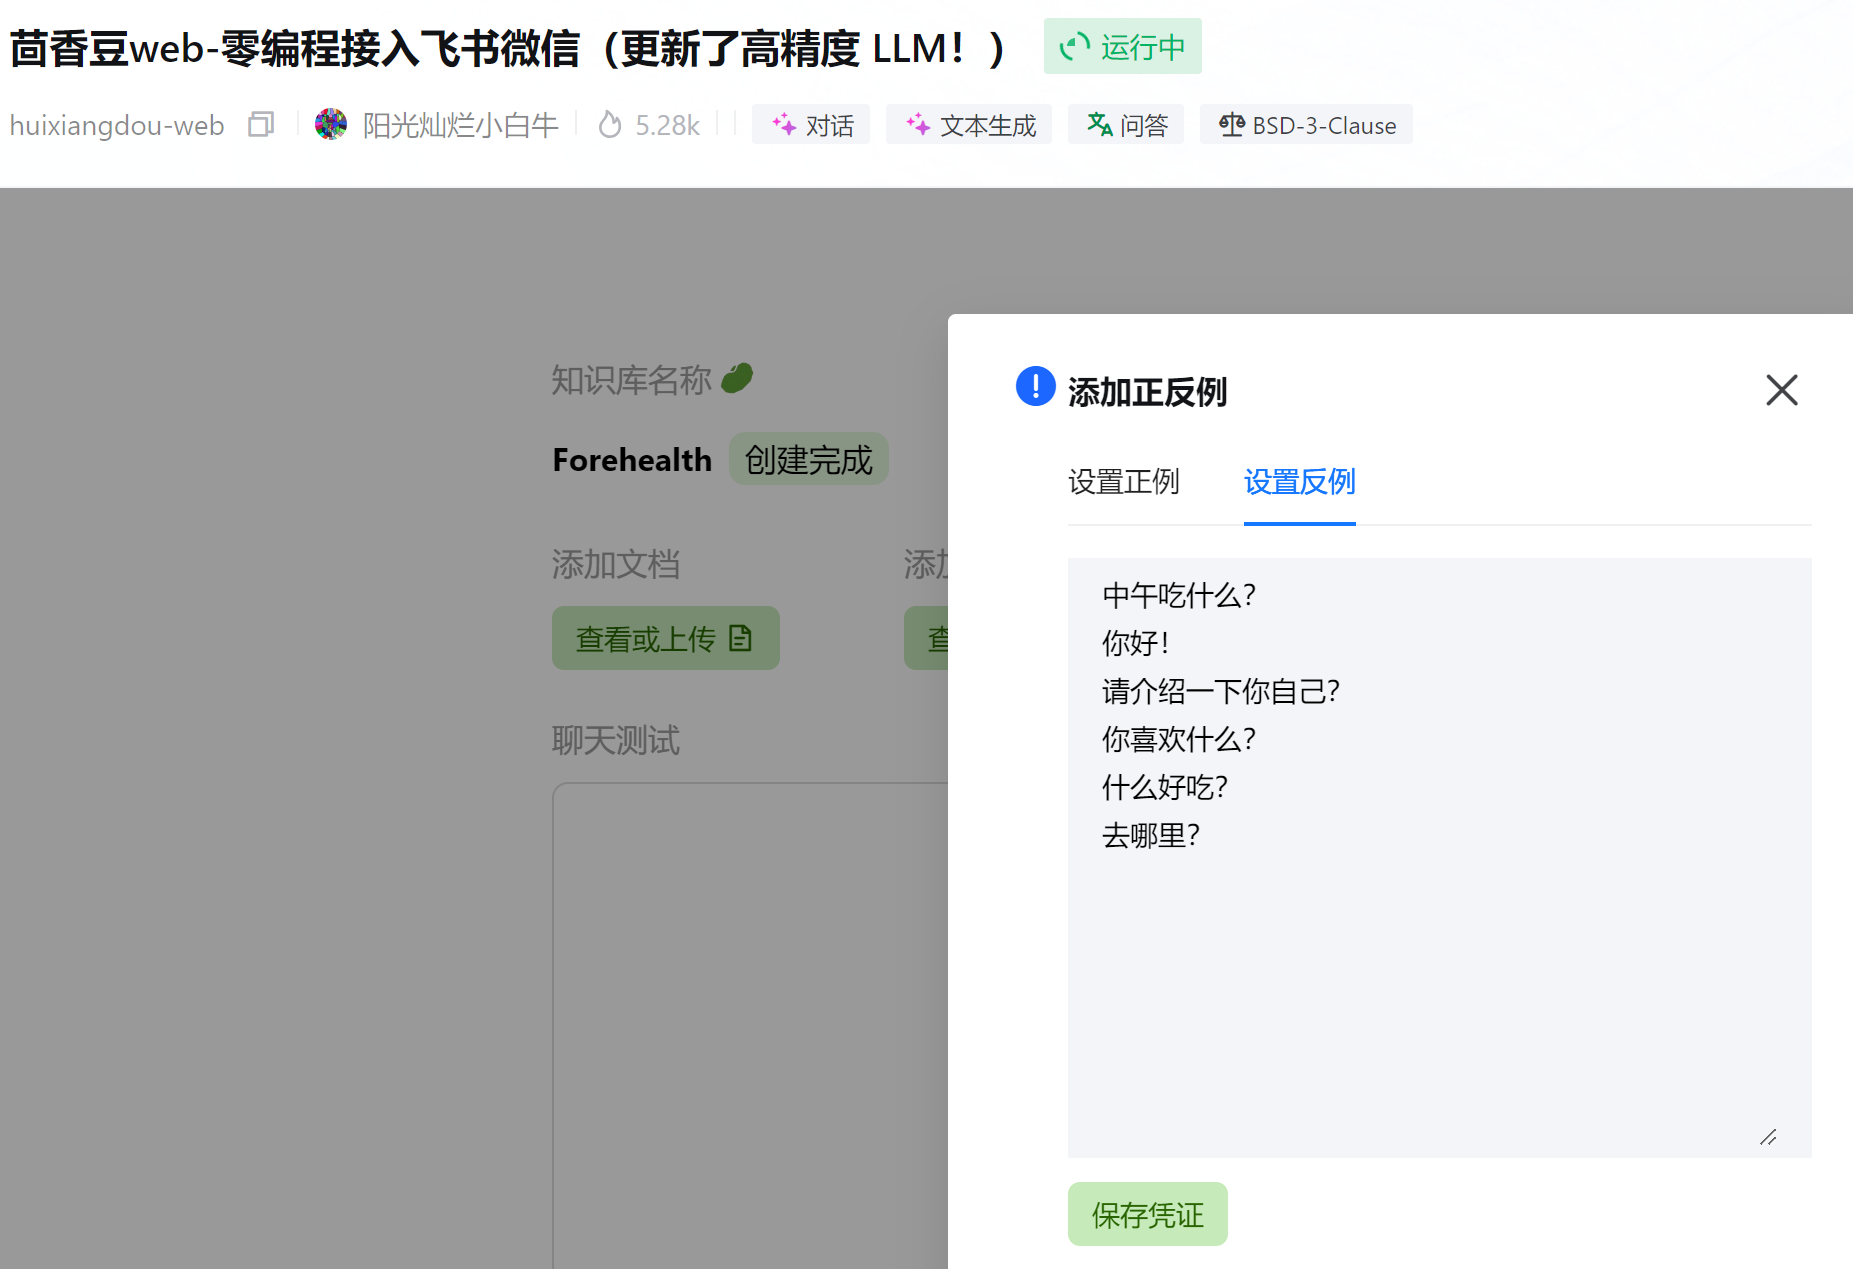 茴香豆web-零编程接入飞书微信（更新了高精度 LLM！）
运行中
huixiangdou-web
阳光灿烂小白牛
5.28k
对话
文本生成
问答
BSD-3-Clause
知识库名称
Forehealth
创建完成
添加文档
添加
查看或上传
查
聊天测试
添加正反例
设置正例
设置反例
中午吃什么？
你好！
请介绍一下你自己？
你喜欢什么？
什么好吃？
去哪里？
保存凭证